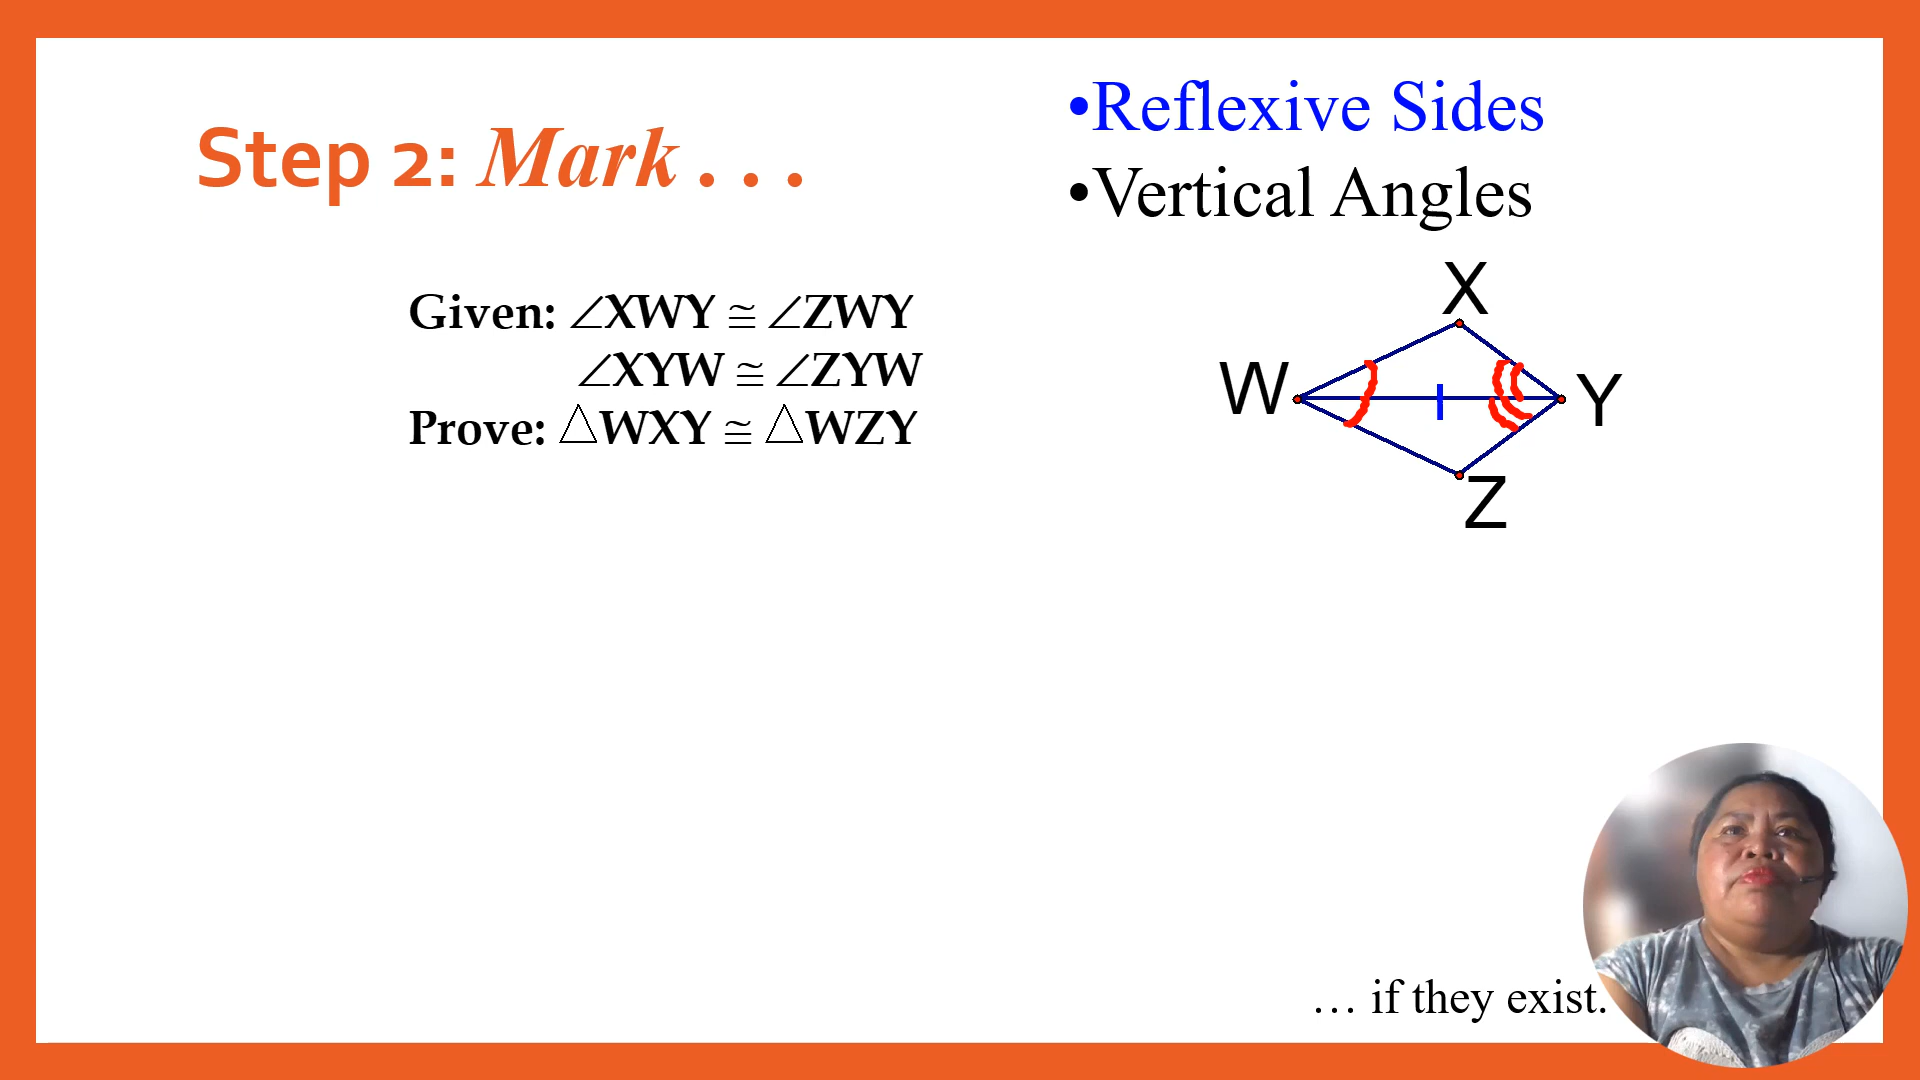 Step 2: Mark . . .
•Reflexive Sides
•Vertical Angles
Given: ∠XWY ≅ ∠ZWY
∠XYW ≅ ∠ZYW
Prove: △WXY ≅ △WZY
X
W
Y
Z
… if they exist.